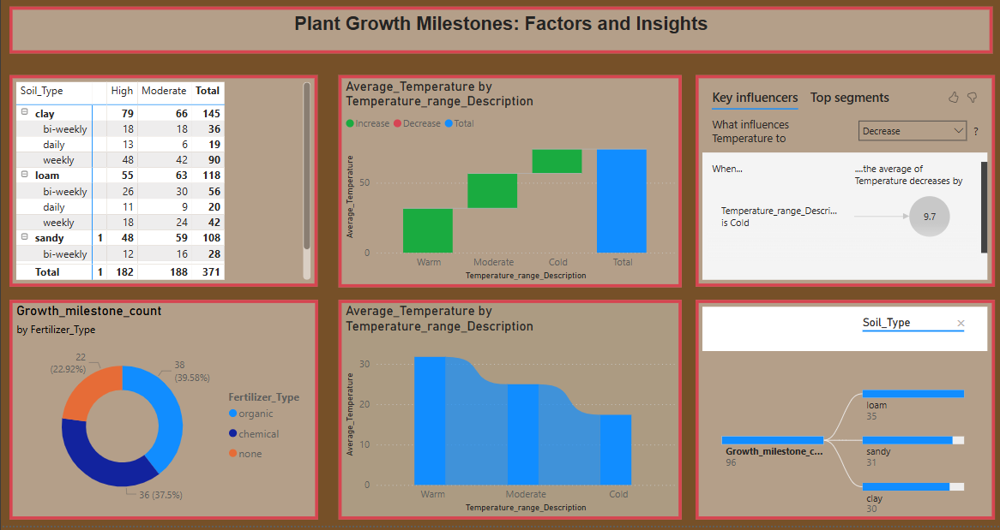 Plant Growth Milestones: Factors and Insights
Soil_Type High Moderate Total
clay 79 66 145
bi-weekly 18 18 36
daily 13 6 19
weekly 48 42 90
loam 55 63 118
bi-weekly 26 30 56
daily 11 9 20
weekly 18 24 42
sandy 1 48 59 108
bi-weekly 12 16 28
Total 1 182 188 371
Average_Temperature by
Temperature_range_Description
Increase Decrease Total
Average_Temperature
50
0
Warm Moderate Cold Total
Temperature_range_Description
Key influencers Top segments
What influences
Temperature to
Decrease ?
When...
....the average of
Temperature decreases by
Temperature_range_Descri...
is Cold
9.7
Growth_milestone_count
by Fertilizer_Type
22
(22.92%)
38
(39.58%)
36 (37.5%)
Fertilizer_Type
organic
chemical
none
Average_Temperature by
Temperature_range_Description
Average_Temperature
30
20
10
0
Warm Moderate Cold
Temperature_range_Description
Soil_Type
Growth_milestone_c...
96
loam
35
sandy
31
clay
30